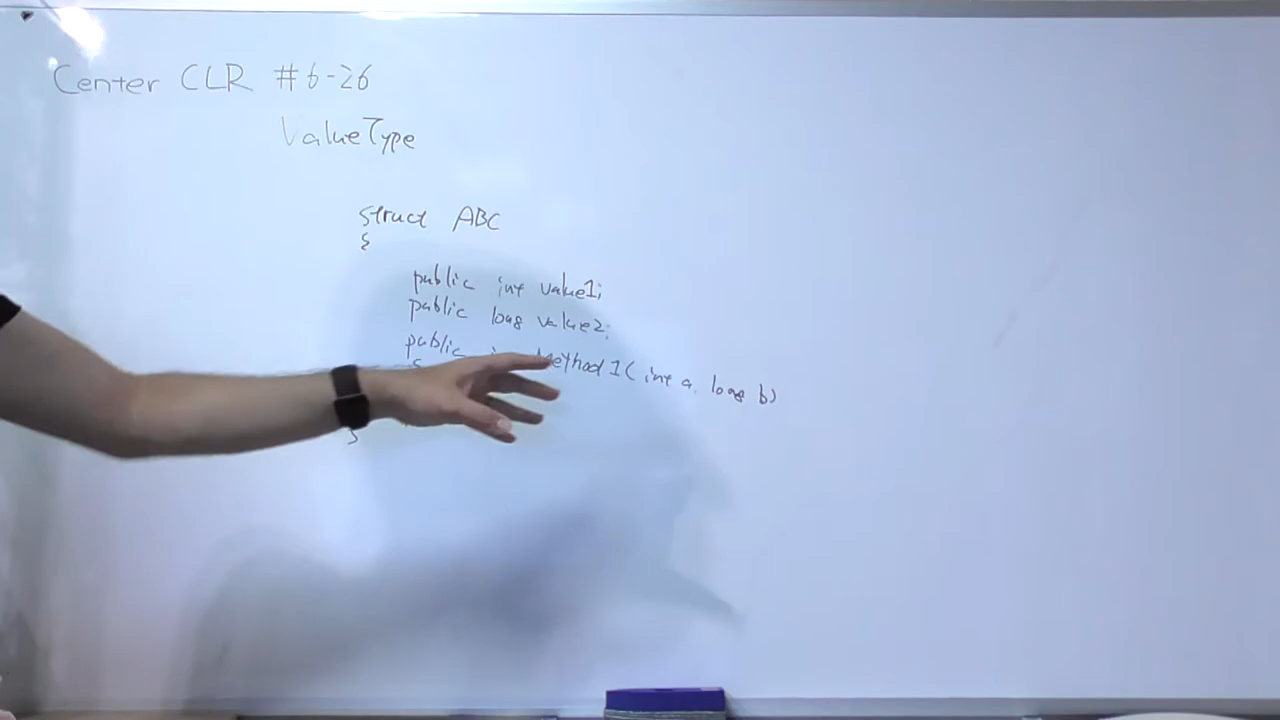 Center CLR #6-26
ValueType
struct ABC
{
public int value1;
public long value2;
public Method1( int a, long b)
{
}